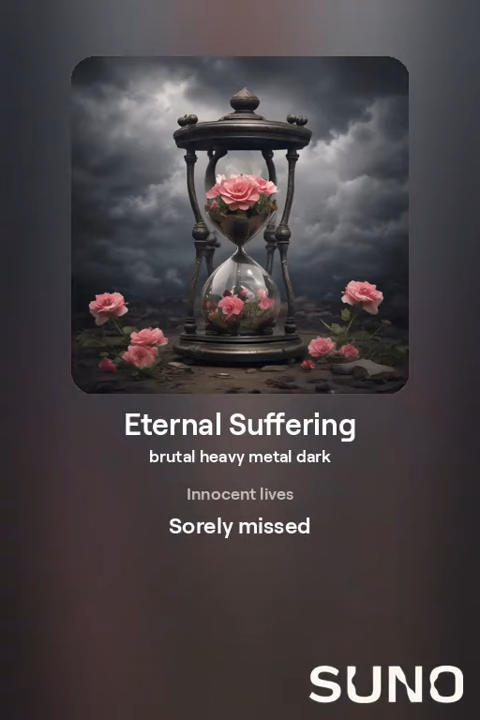 Eternal Suffering
brutal heavy metal dark
Innocent lives
Sorely missed
SUNO